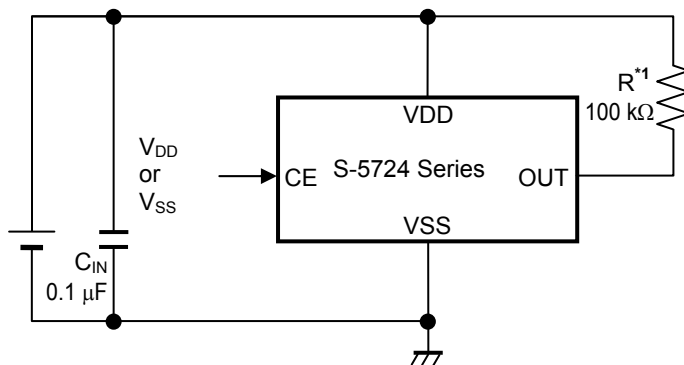 R*1
100 kΩ
VDD
S-5724 Series
CE
OUT
VSS
VDD
or
VSS
CIN
0.1 μF